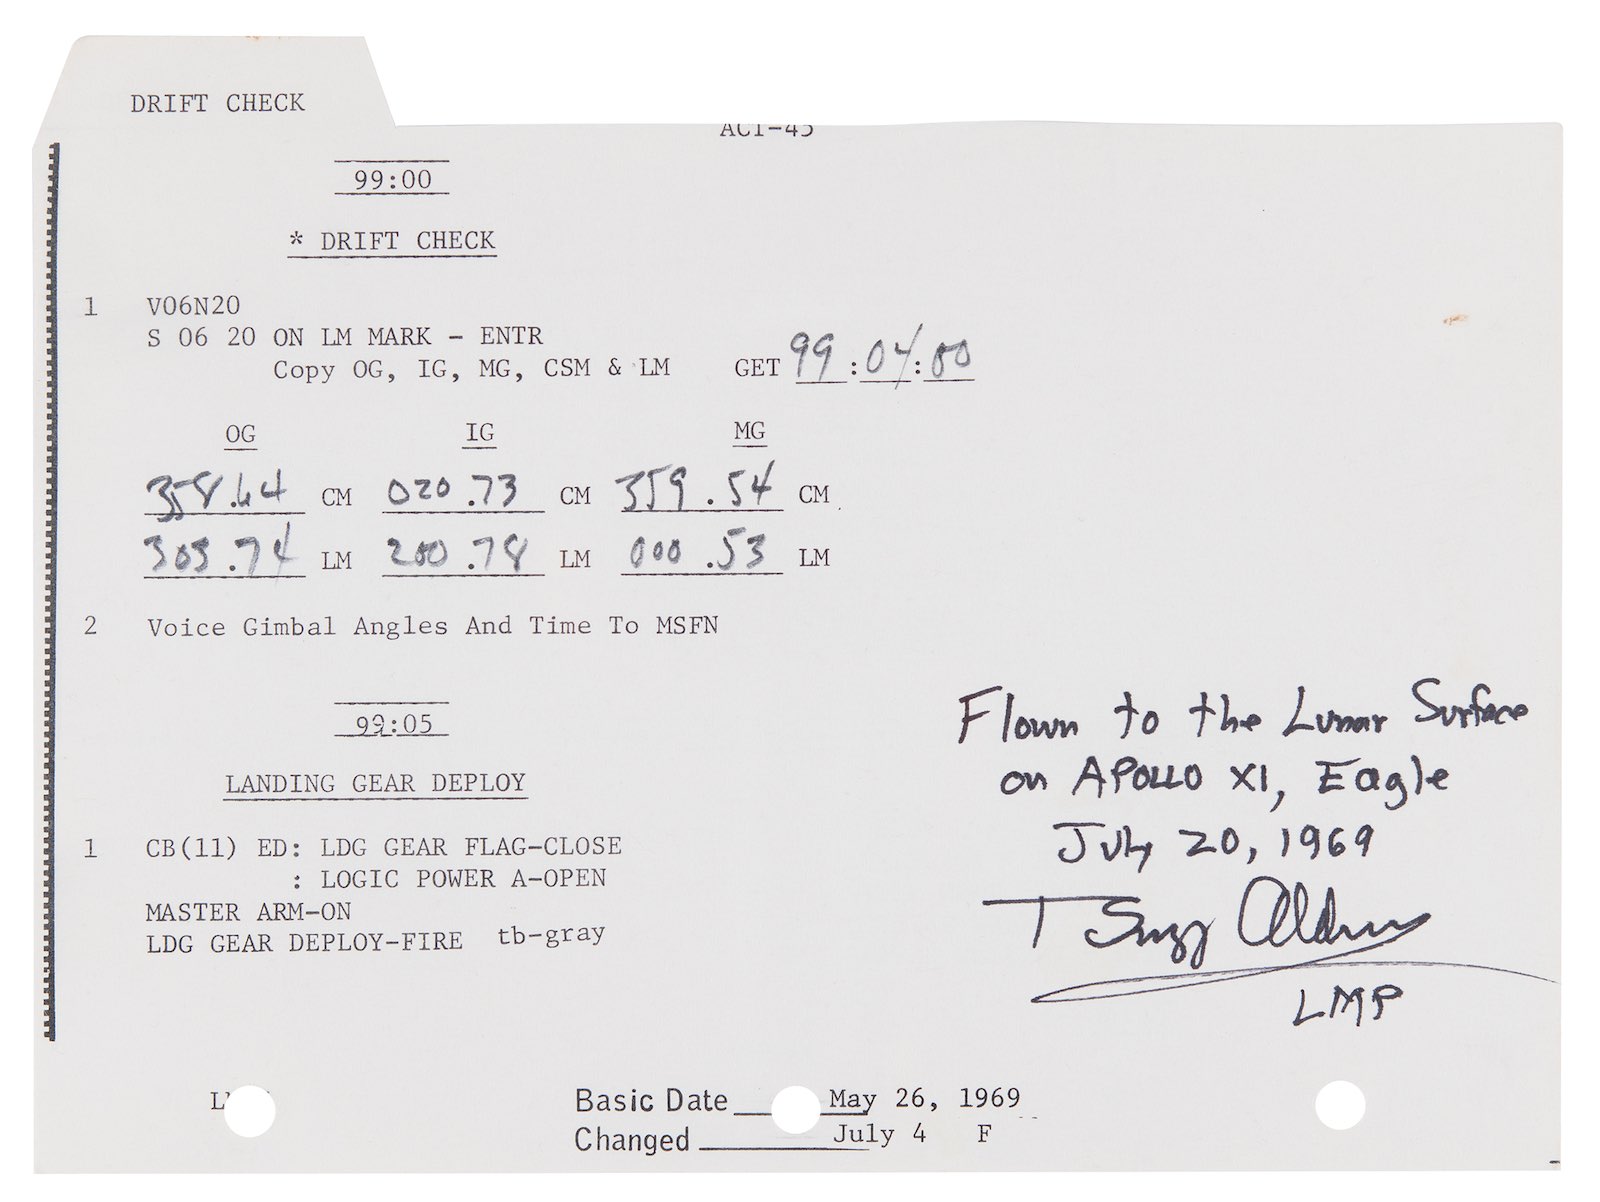 DRIFT CHECK
ACT-45
99:00
* DRIFT CHECK
1 V06N20
S 06 20 ON LM MARK - ENTR
Copy OG, IG, MG, CSM & LM GET 99:04:00
OG IG MG
358.64 CM 020.73 CM 359.54 CM
303.74 LM 200.78 LM 000.53 LM
2 Voice Gimbal Angles And Time To MSFN
99:05
LANDING GEAR DEPLOY
1 CB(11) ED: LDG GEAR FLAG-CLOSE
: LOGIC POWER A-OPEN
MASTER ARM-ON
LDG GEAR DEPLOY-FIRE tb-gray
Flown to the Lunar Surface
on APOLLO XI, Eagle
July 20, 1969
Buzz Aldrin
LMP
Basic Date May 26, 1969
Changed July 4 F